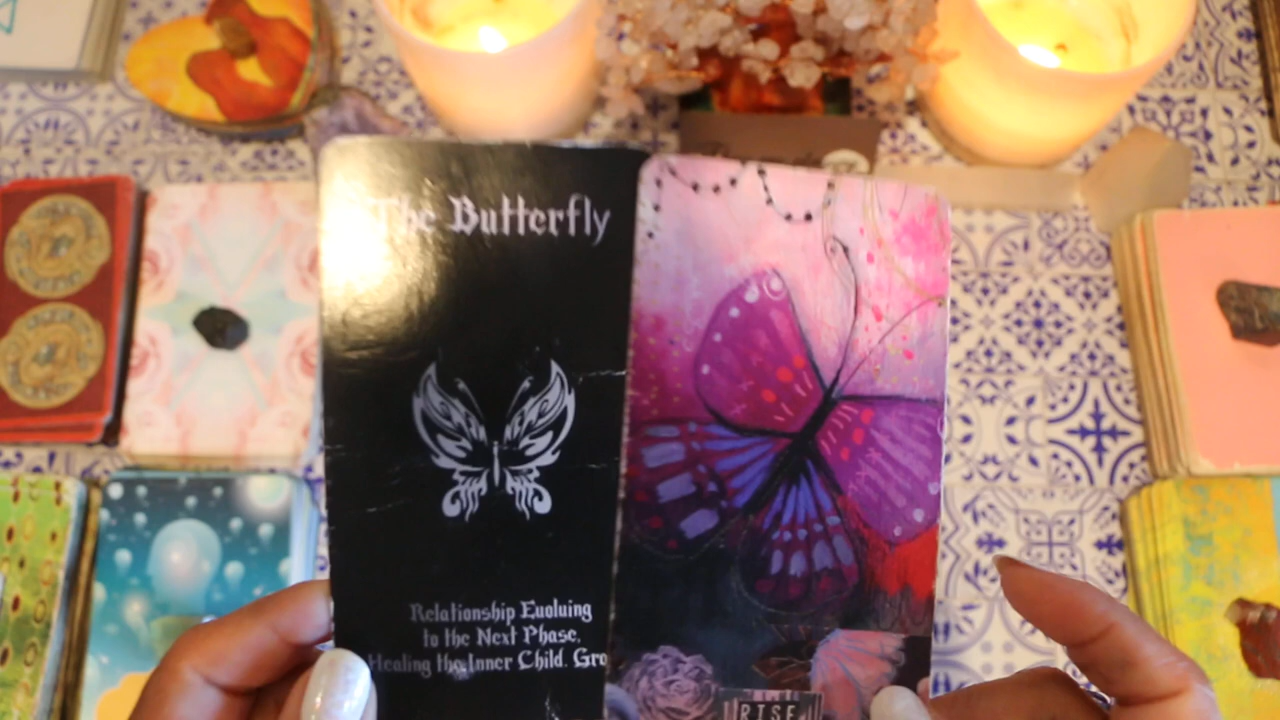 The Butterfly
Relationship Evolving
to the Next Phase,
Healing the Inner Child. Gro
RISE